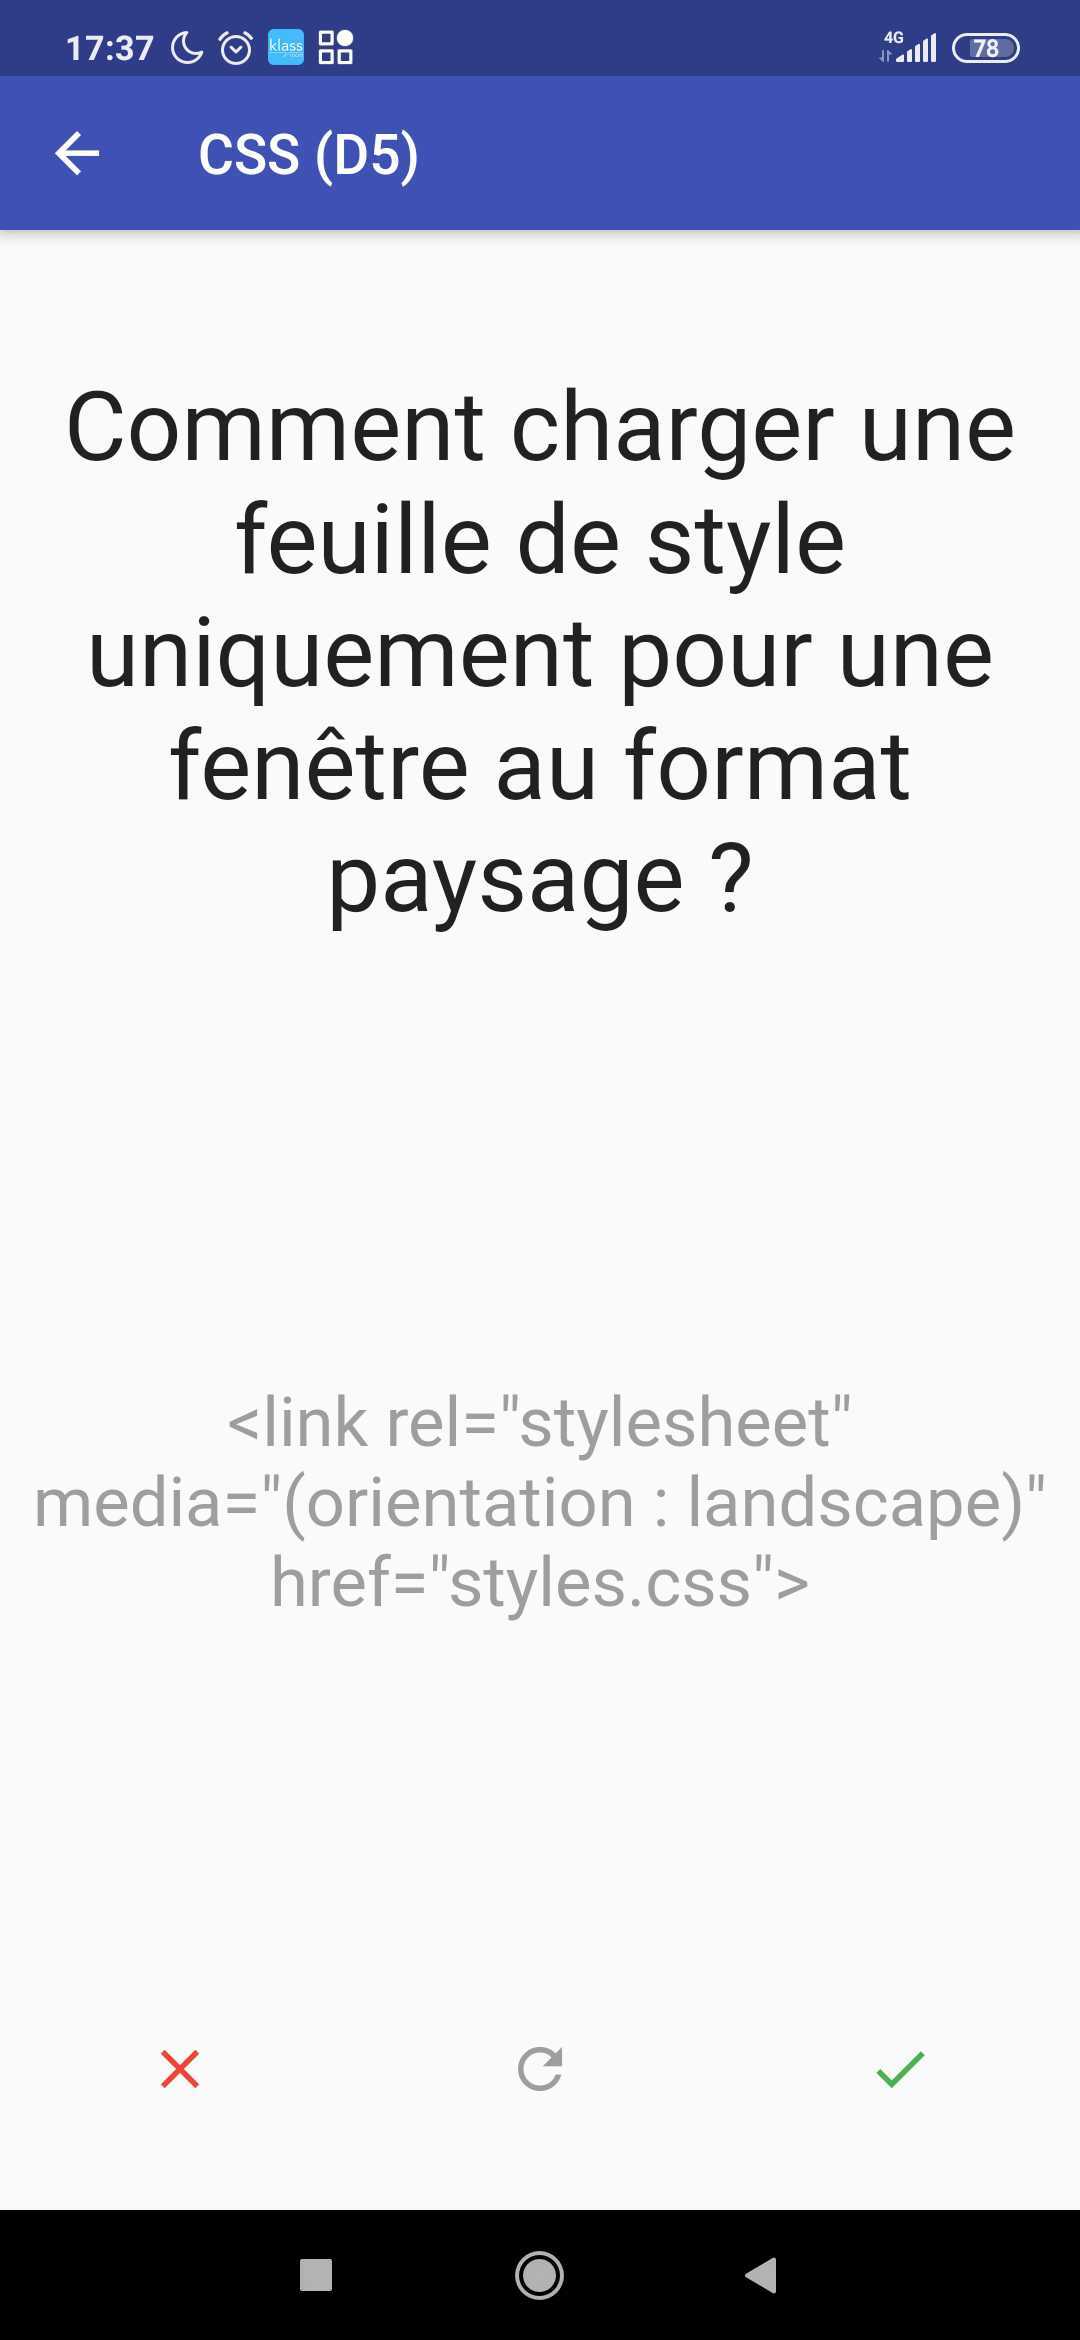 17:37 klass 4G 78
CSS (D5)
Comment charger une
feuille de style
uniquement pour une
fenêtre au format
paysage ?
<link rel="stylesheet"
media="(orientation : landscape)"
href="styles.css">